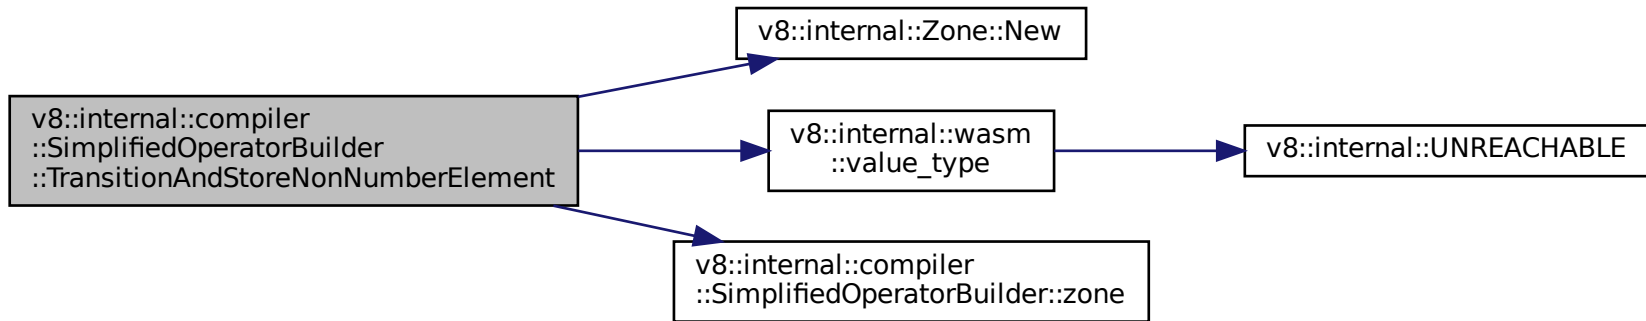 v8::internal::Zone::New
v8::internal::compiler
::SimplifiedOperatorBuilder
::TransitionAndStoreNonNumberElement
v8::internal::wasm
::value_type
v8::internal::UNREACHABLE
v8::internal::compiler
::SimplifiedOperatorBuilder::zone